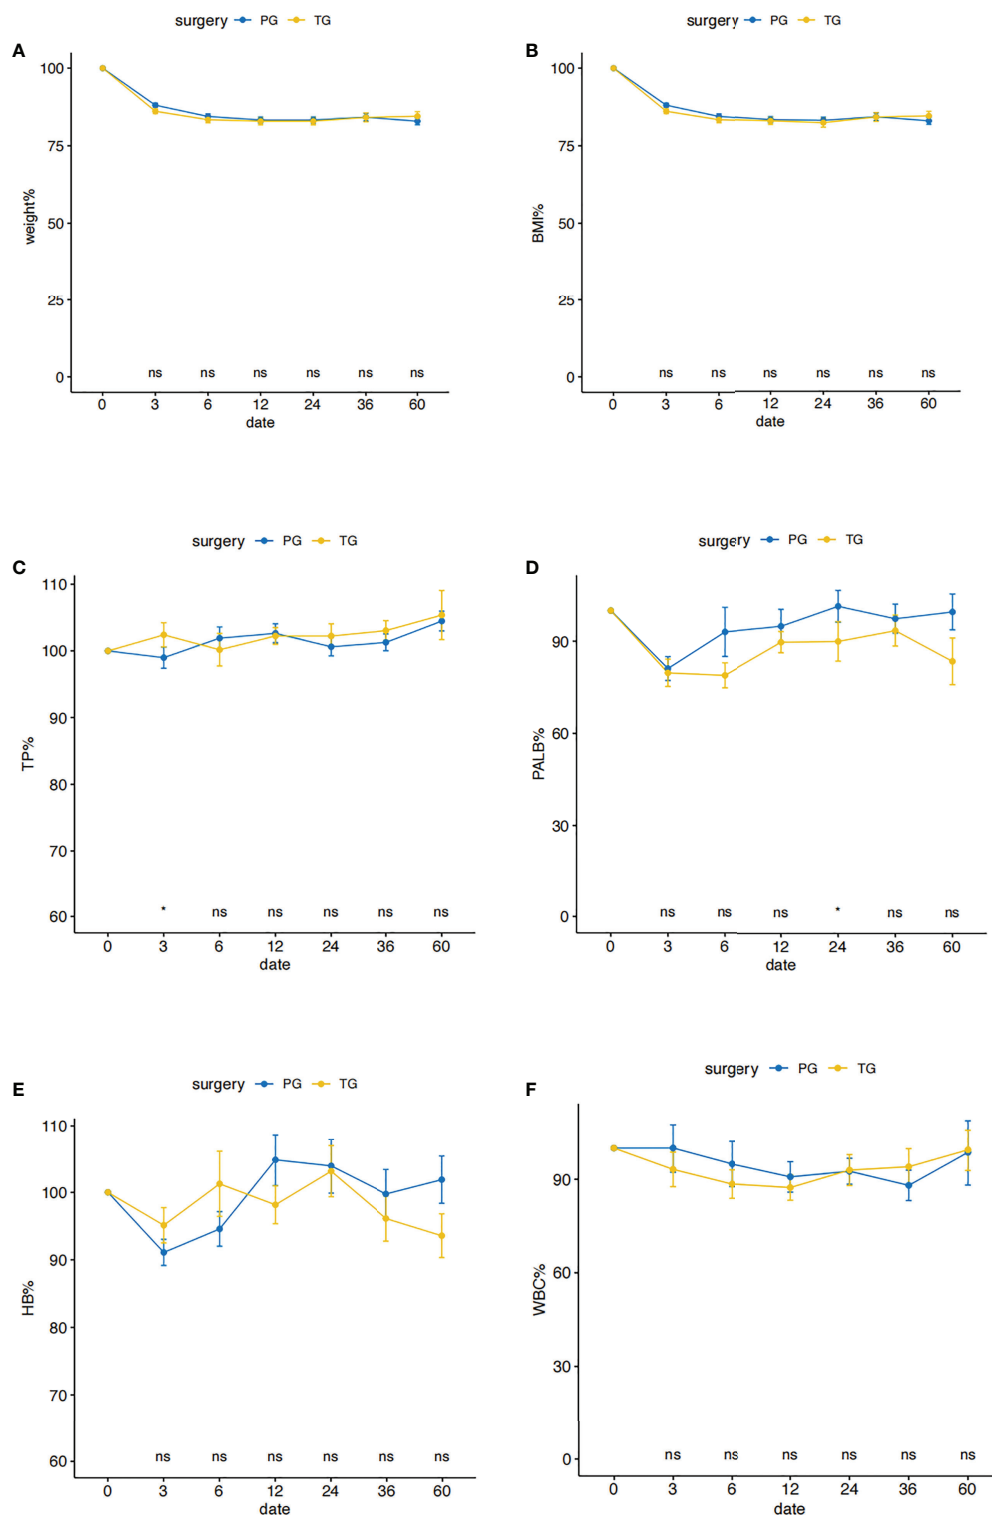 surgery PG TG
A
100
75
50
25
0
weight%
ns ns ns ns ns ns
0 3 6 12 24 36 60
date
surgery PG TG
B
100
75
50
25
0
BMI%
ns ns ns ns ns ns
0 3 6 12 24 36 60
date
surgery PG TG
C
110
100
90
80
70
60
TP%
* ns ns ns ns ns
0 3 6 12 24 36 60
date
surgery PG TG
D
90
60
30
0
PALB%
ns ns ns * ns ns
0 3 6 12 24 36 60
date
surgery PG TG
E
110
100
90
80
70
60
HB%
ns ns ns ns ns ns
0 3 6 12 24 36 60
date
surgery PG TG
F
90
60
30
0
WBC%
ns ns ns ns ns ns
0 3 6 12 24 36 60
date